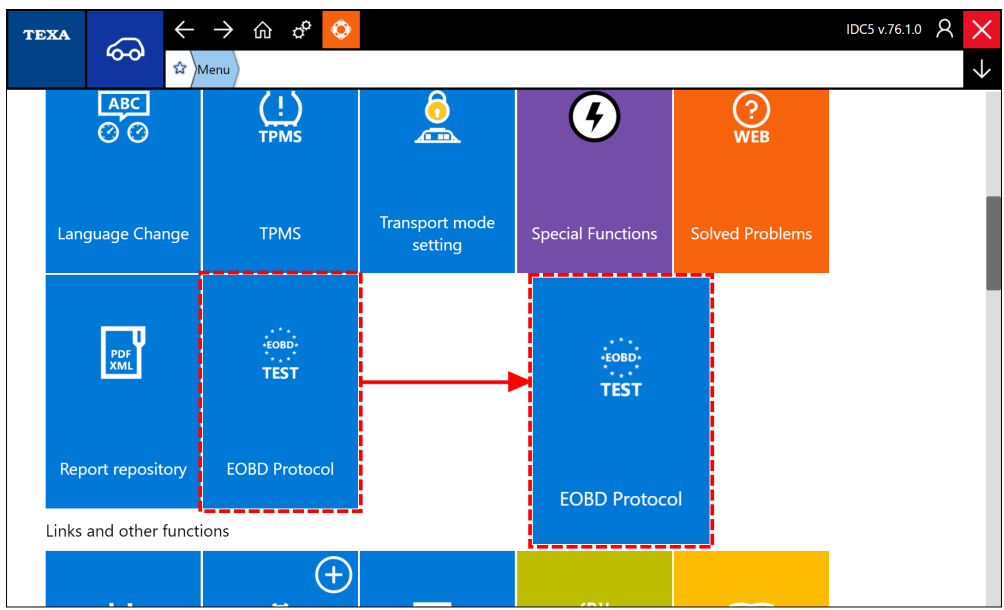 TEXA
IDC5 v.76.1.0
Menu
ABC
TPMS
WEB
Language Change
TPMS
Transport mode
setting
Special Functions
Solved Problems
PDF
XML
EOBD
TEST
EOBD
TEST
Report repository
EOBD Protocol
EOBD Protocol
Links and other functions